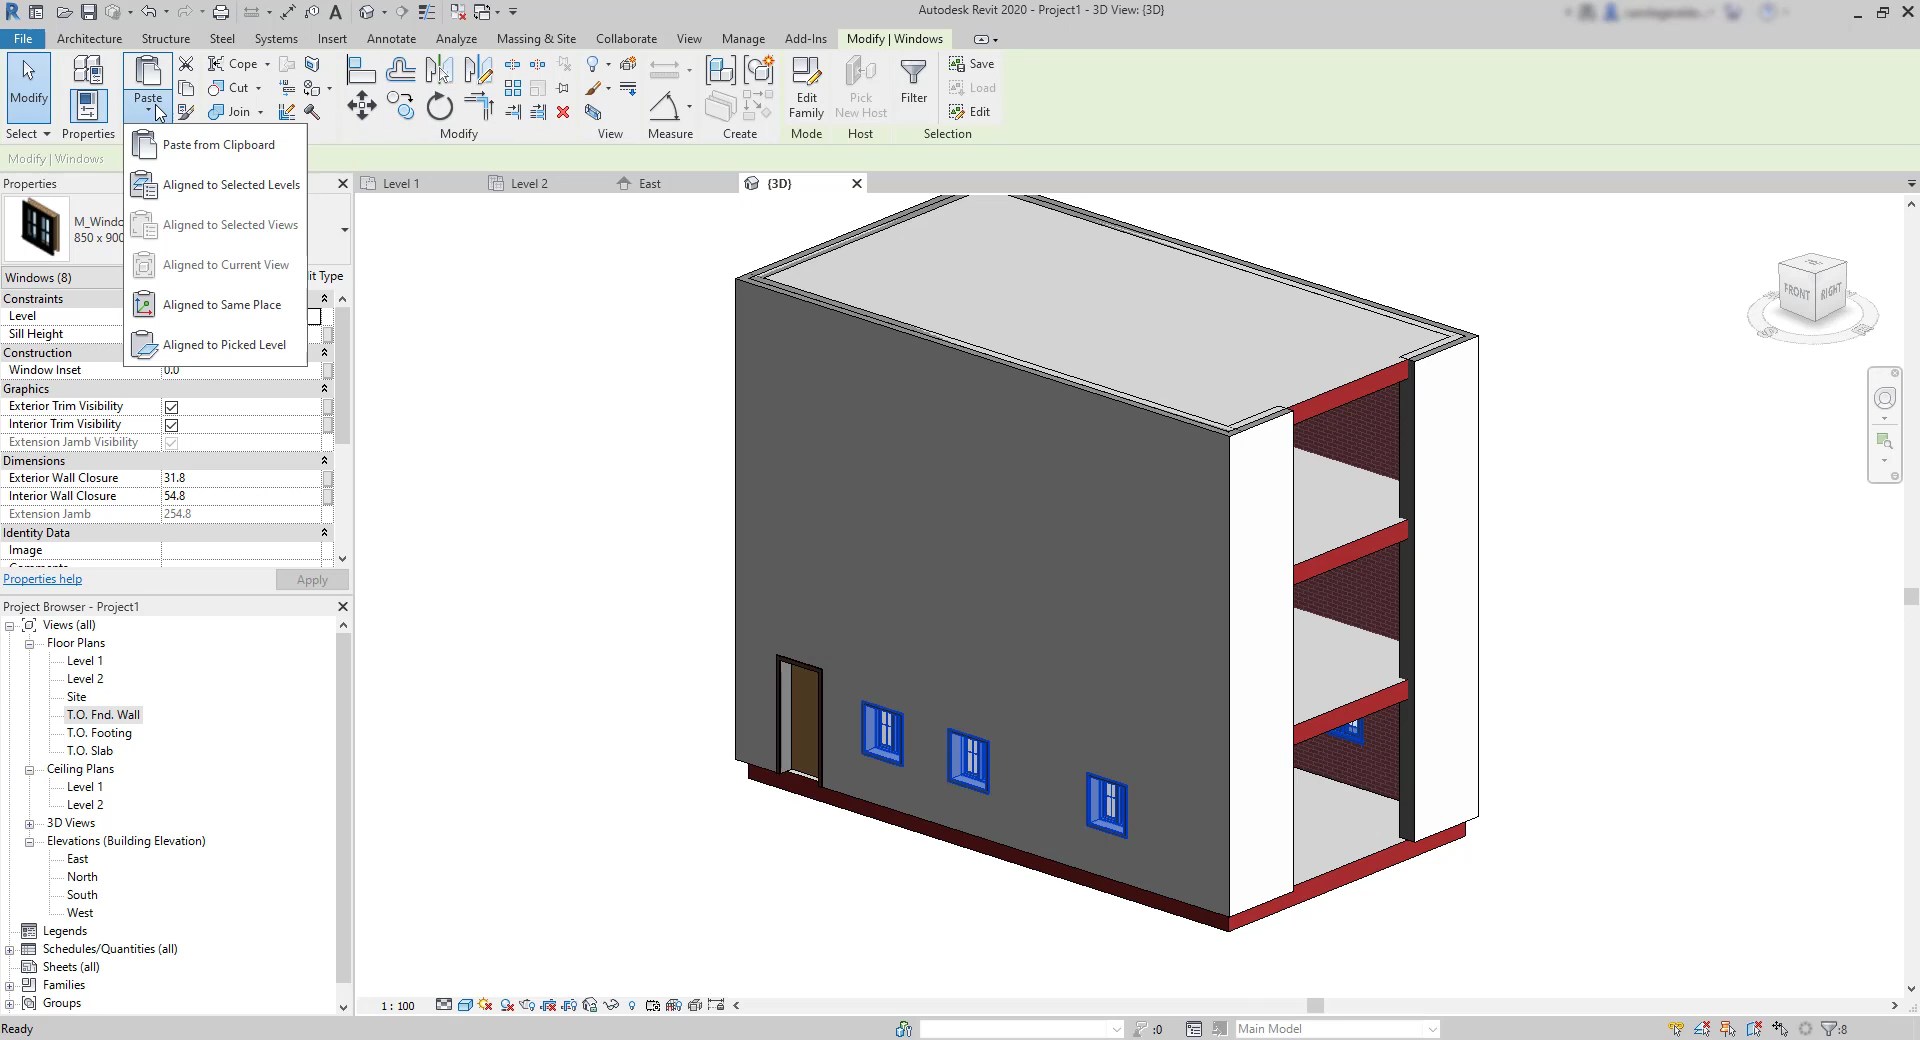 Autodesk Revit 2020 - Project1 - 3D View: {3D}
File Architecture Structure Steel Systems Insert Annotate Analyze Massing & Site Collaborate View Manage Add-Ins Modify | Windows
Modify
Select
Properties
Paste
Cope
Cut
Join
Modify
View
Measure
Create
Edit
Family
Mode
Pick
New Host
Host
Filter
Save
Load
Edit
Selection
Modify | Windows
Paste from Clipboard
Aligned to Selected Levels
Aligned to Selected Views
Aligned to Current View
Aligned to Same Place
Aligned to Picked Level
Properties
M_Windo
850 x 900
Windows (8)
it Type
Constraints
Level
Sill Height
Construction
Window Inset 0.0
Graphics
Exterior Trim Visibility
Interior Trim Visibility
Extension Jamb Visibility
Dimensions
Exterior Wall Closure 31.8
Interior Wall Closure 54.8
Extension Jamb 254.8
Identity Data
Image
Properties help
Apply
Project Browser - Project1
Views (all)
Floor Plans
Level 1
Level 2
Site
T.O. Fnd. Wall
T.O. Footing
T.O. Slab
Ceiling Plans
Level 1
Level 2
3D Views
Elevations (Building Elevation)
East
North
South
West
Legends
Schedules/Quantities (all)
Sheets (all)
Families
Groups
Level 1
Level 2
East
{3D}
FRONT
RIGHT
1 : 100
Ready
:0
Main Model
:8